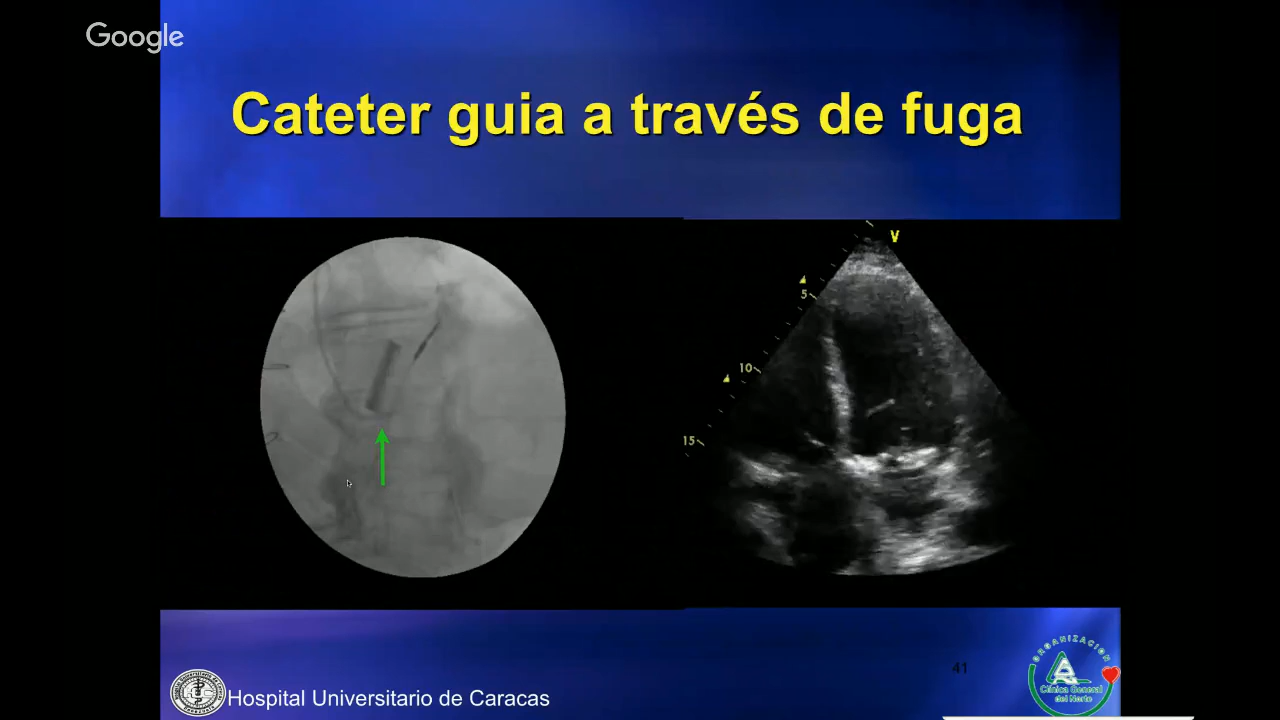 Google
Cateter guia a través de fuga
V
5
10
15
41
ORGANIZACION
Clínica General
del Norte
Hospital Universitario de Caracas